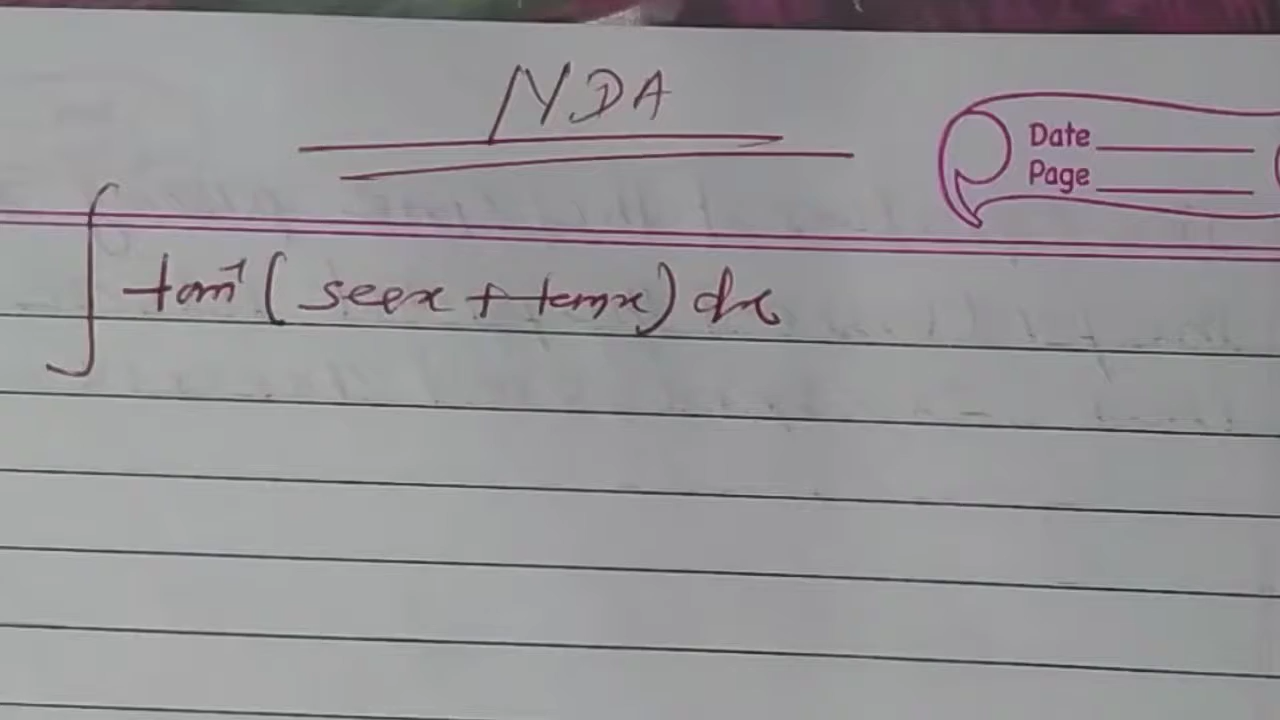 NDA
Date
Page
∫ tan⁻¹ ( secx + tanx ) dx